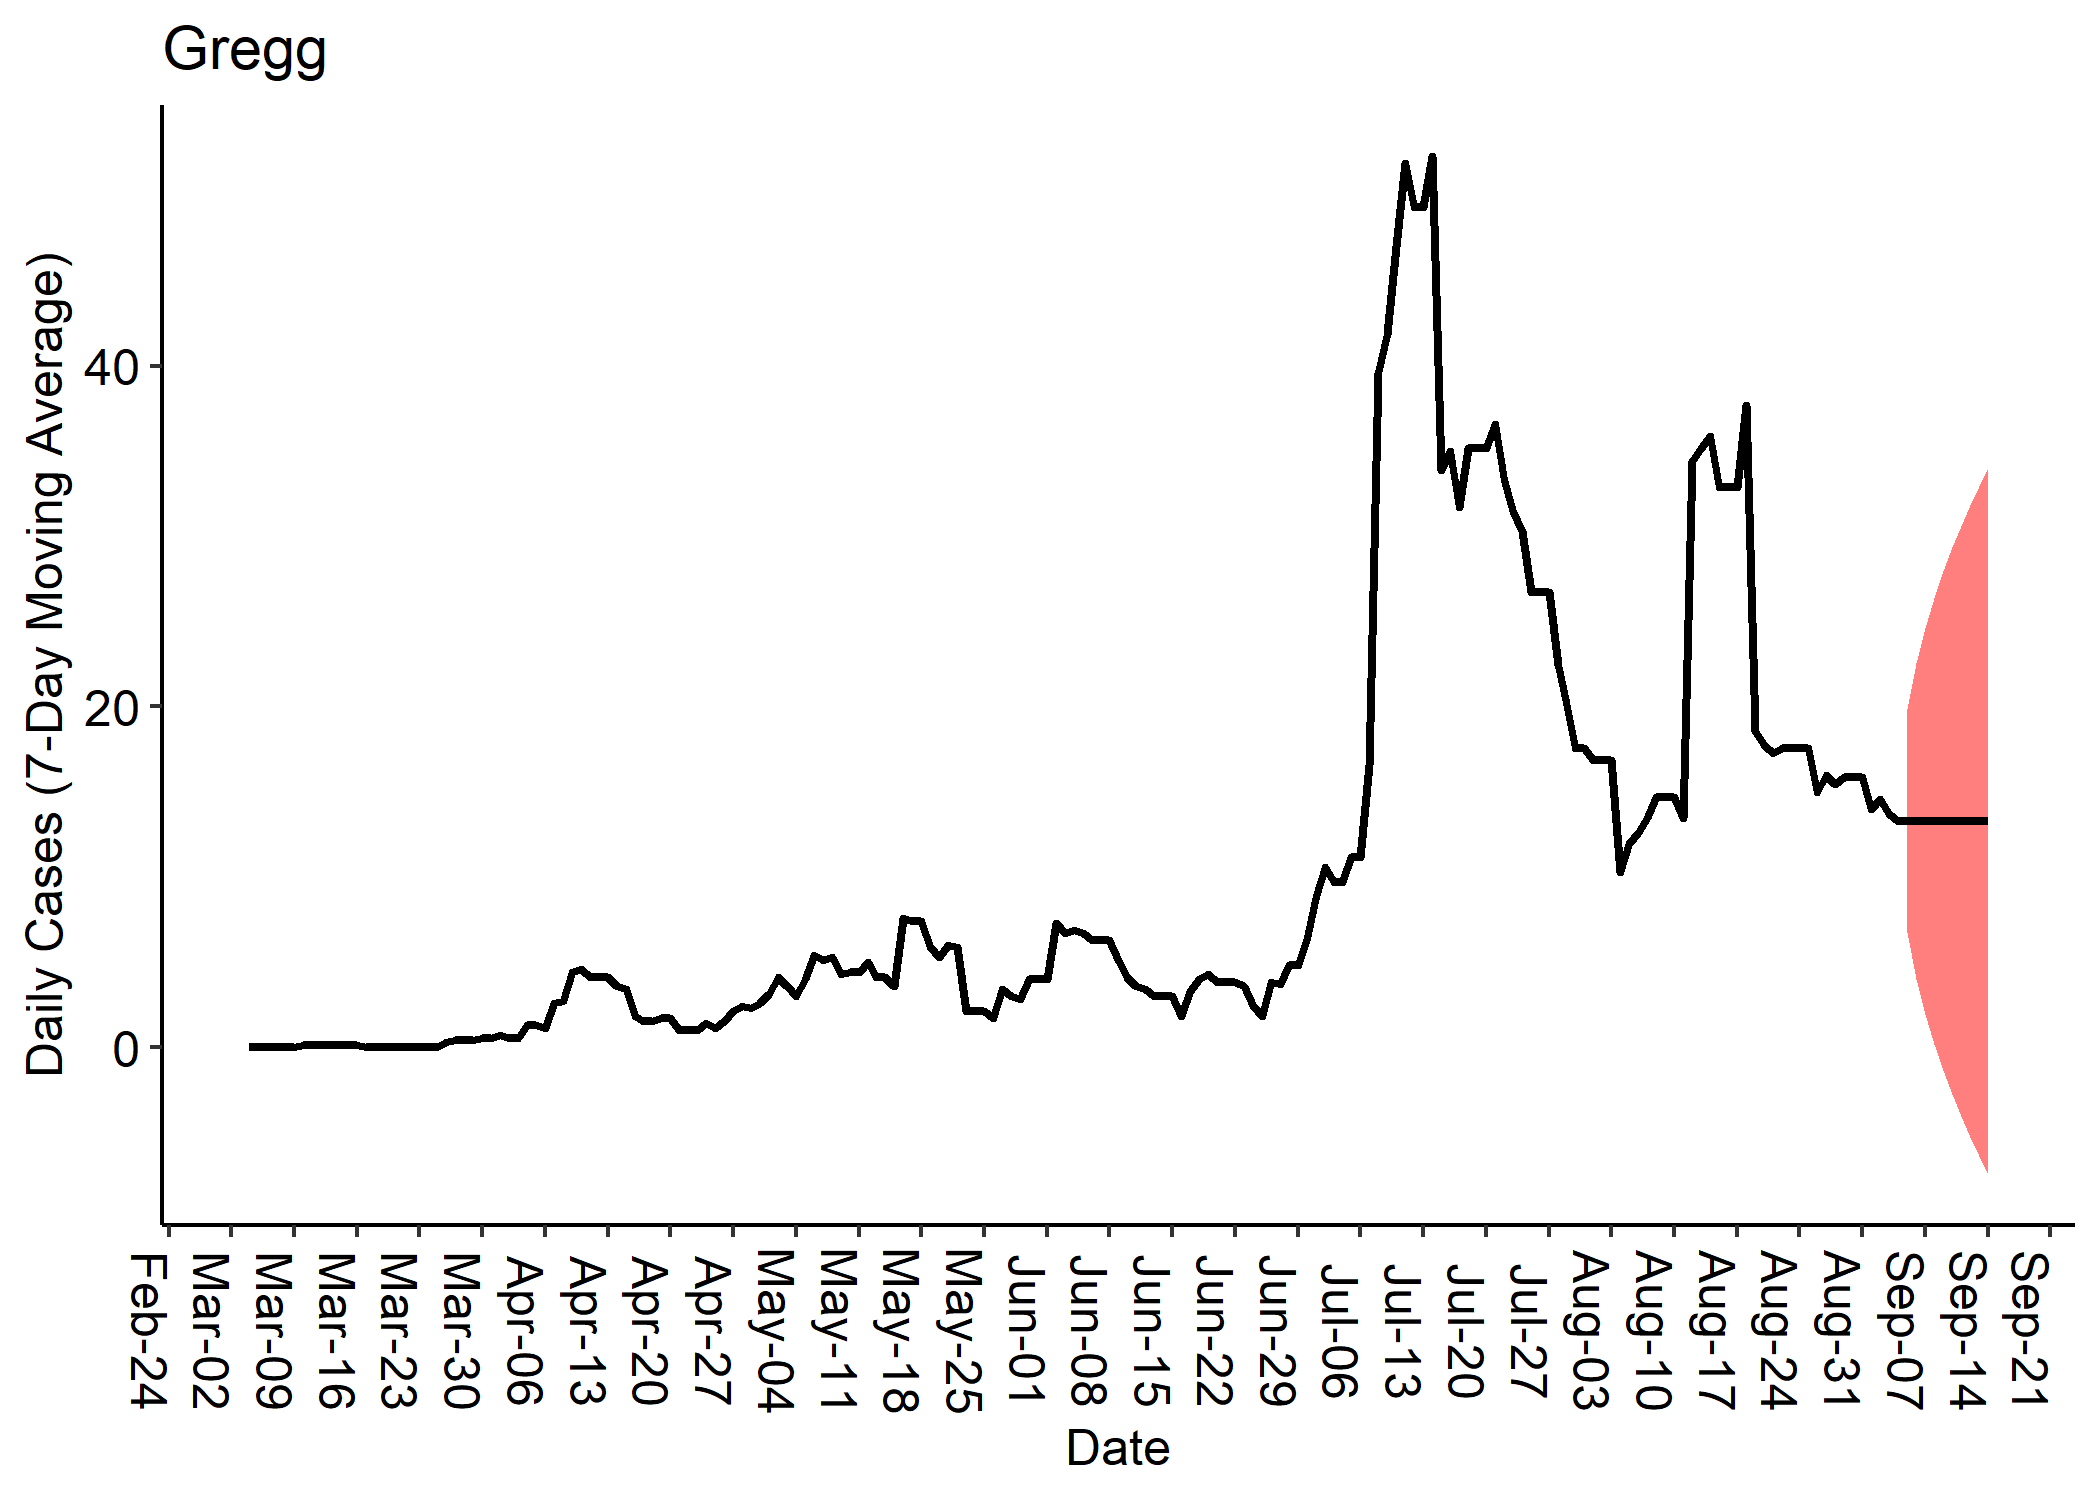 Gregg
Daily Cases (7-Day Moving Average)
40
20
0
Feb-24
Mar-02
Mar-09
Mar-16
Mar-23
Mar-30
Apr-06
Apr-13
Apr-20
Apr-27
May-04
May-11
May-18
May-25
Jun-01
Jun-08
Jun-15
Jun-22
Jun-29
Jul-06
Jul-13
Jul-20
Jul-27
Aug-03
Aug-10
Aug-17
Aug-24
Aug-31
Sep-07
Sep-14
Sep-21
Date